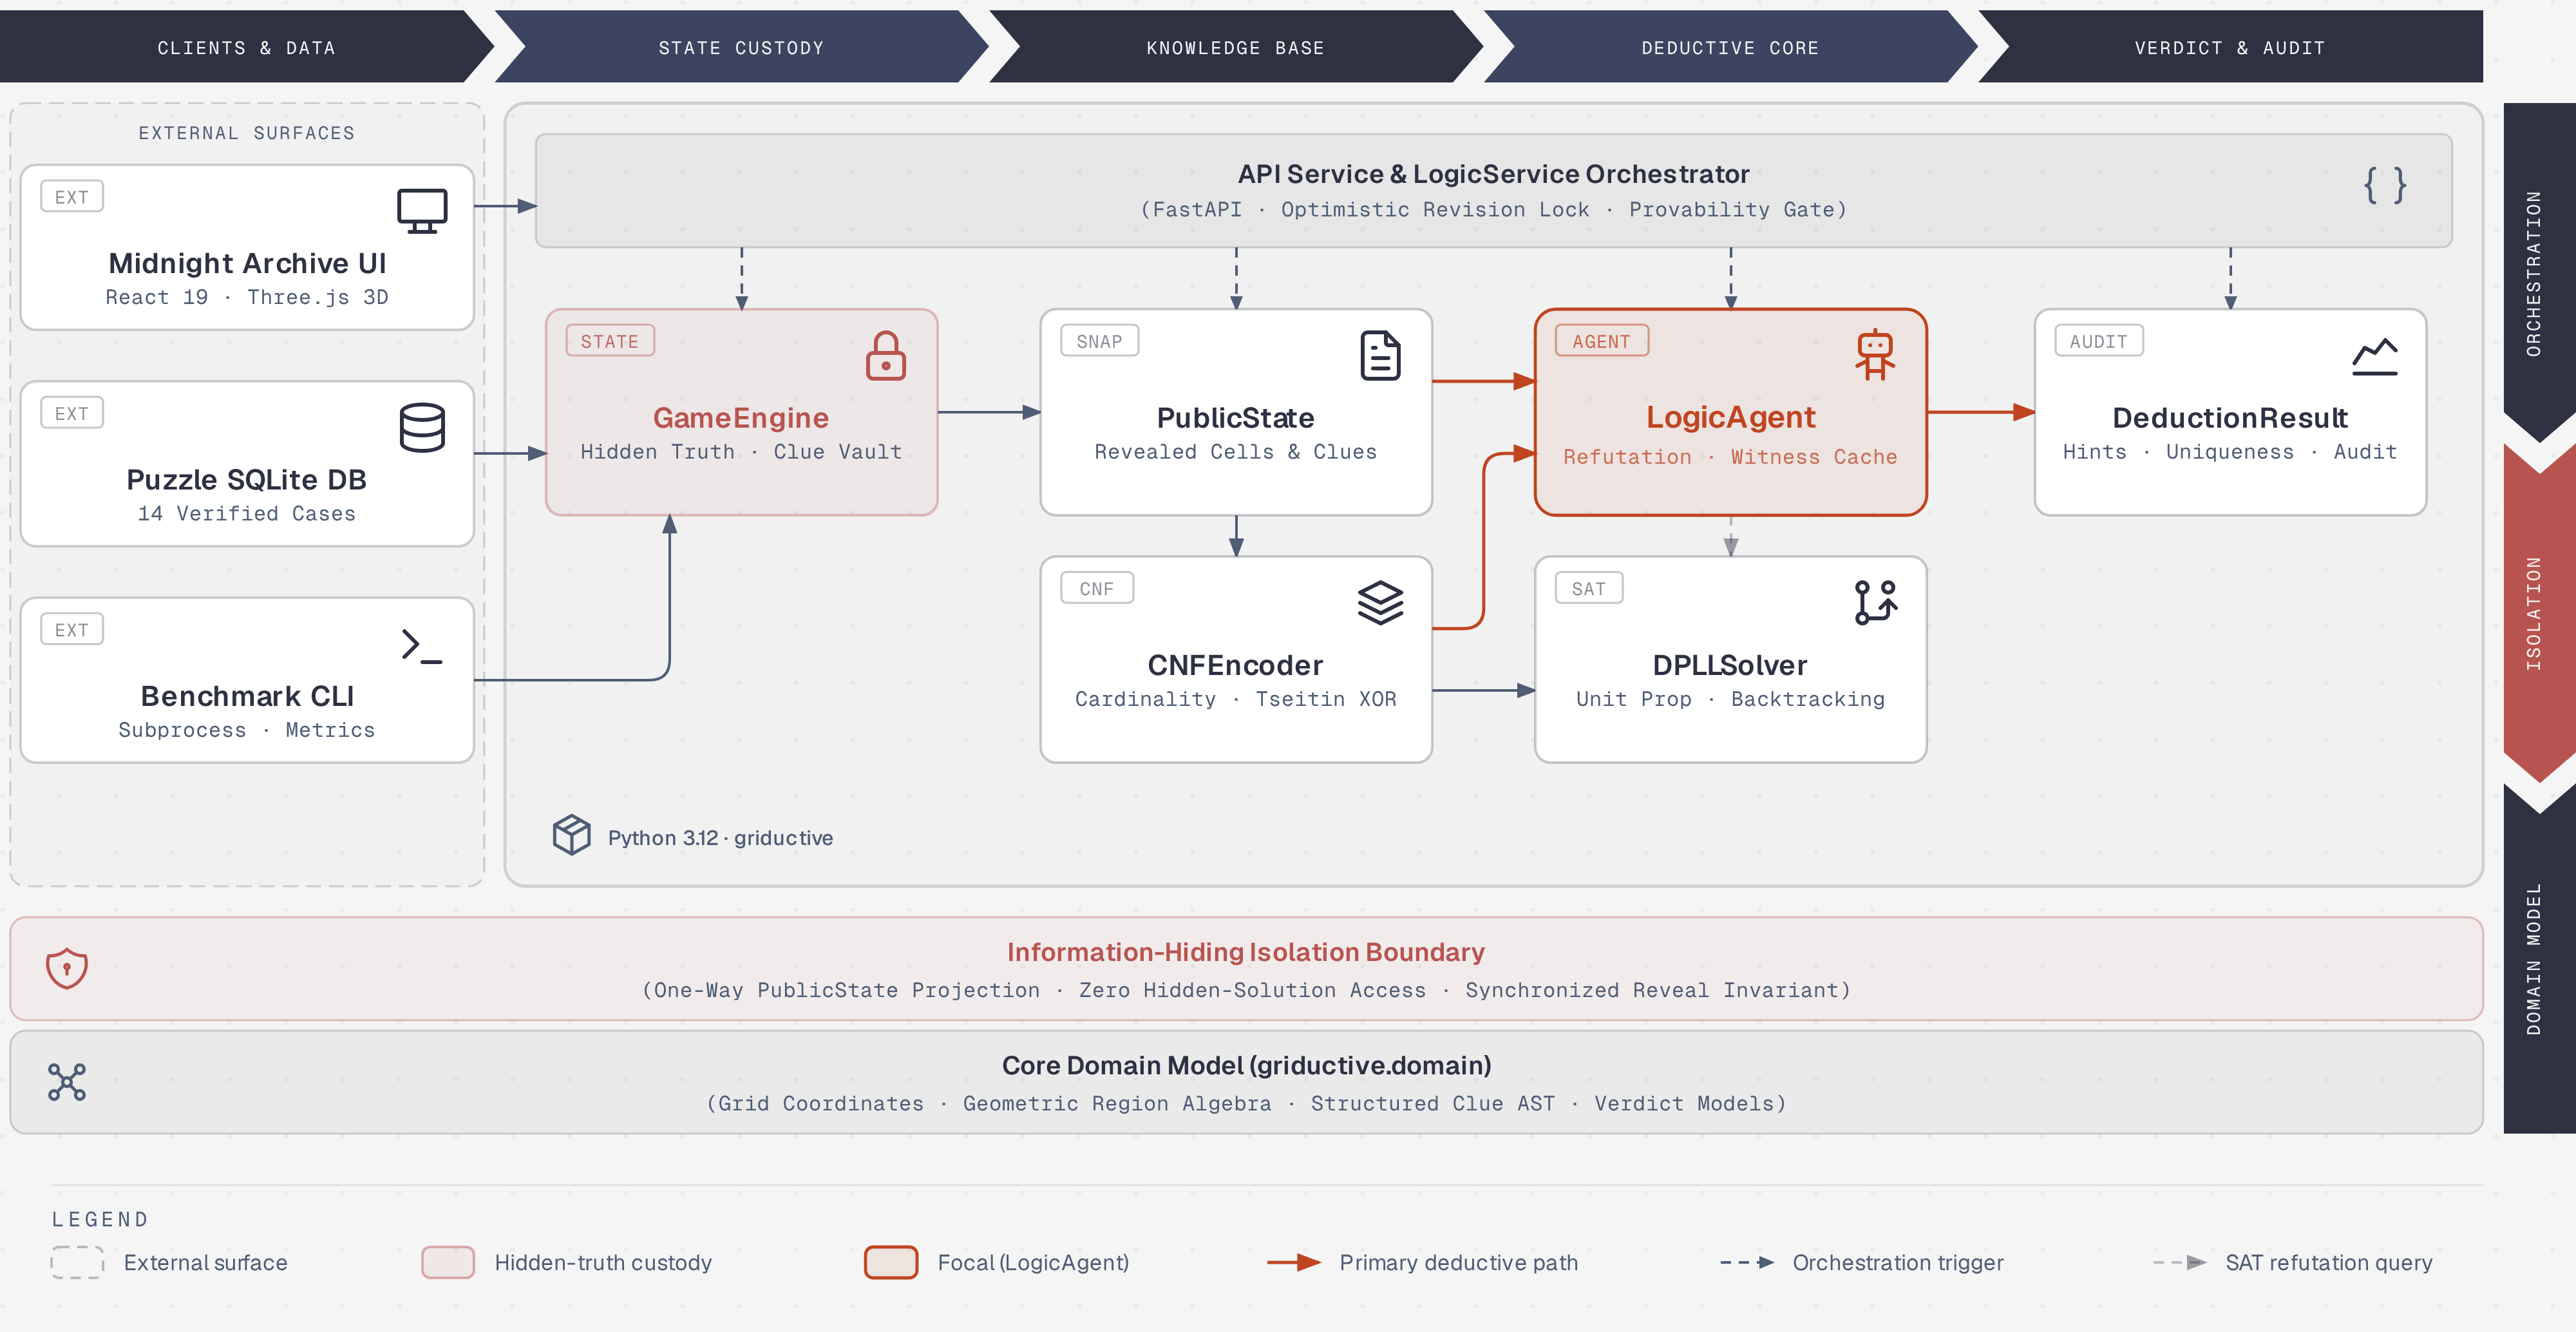 CLIENTS & DATA
STATE CUSTODY
KNOWLEDGE BASE
DEDUCTIVE CORE
VERDICT & AUDIT
EXTERNAL SURFACES
EXT
Midnight Archive UI
React 19 · Three.js 3D
EXT
Puzzle SQLite DB
14 Verified Cases
EXT
Benchmark CLI
Subprocess · Metrics
API Service & LogicService Orchestrator
(FastAPI · Optimistic Revision Lock · Provability Gate)
{ }
STATE
GameEngine
Hidden Truth · Clue Vault
SNAP
PublicState
Revealed Cells & Clues
AGENT
LogicAgent
Refutation · Witness Cache
AUDIT
DeductionResult
Hints · Uniqueness · Audit
CNF
CNFEncoder
Cardinality · Tseitin XOR
SAT
DPLLSolver
Unit Prop · Backtracking
Python 3.12 · griductive
ORCHESTRATION
ISOLATION
DOMAIN MODEL
Information-Hiding Isolation Boundary
(One-Way PublicState Projection · Zero Hidden-Solution Access · Synchronized Reveal Invariant)
Core Domain Model (griductive.domain)
(Grid Coordinates · Geometric Region Algebra · Structured Clue AST · Verdict Models)
LEGEND
External surface
Hidden-truth custody
Focal (LogicAgent)
Primary deductive path
Orchestration trigger
SAT refutation query